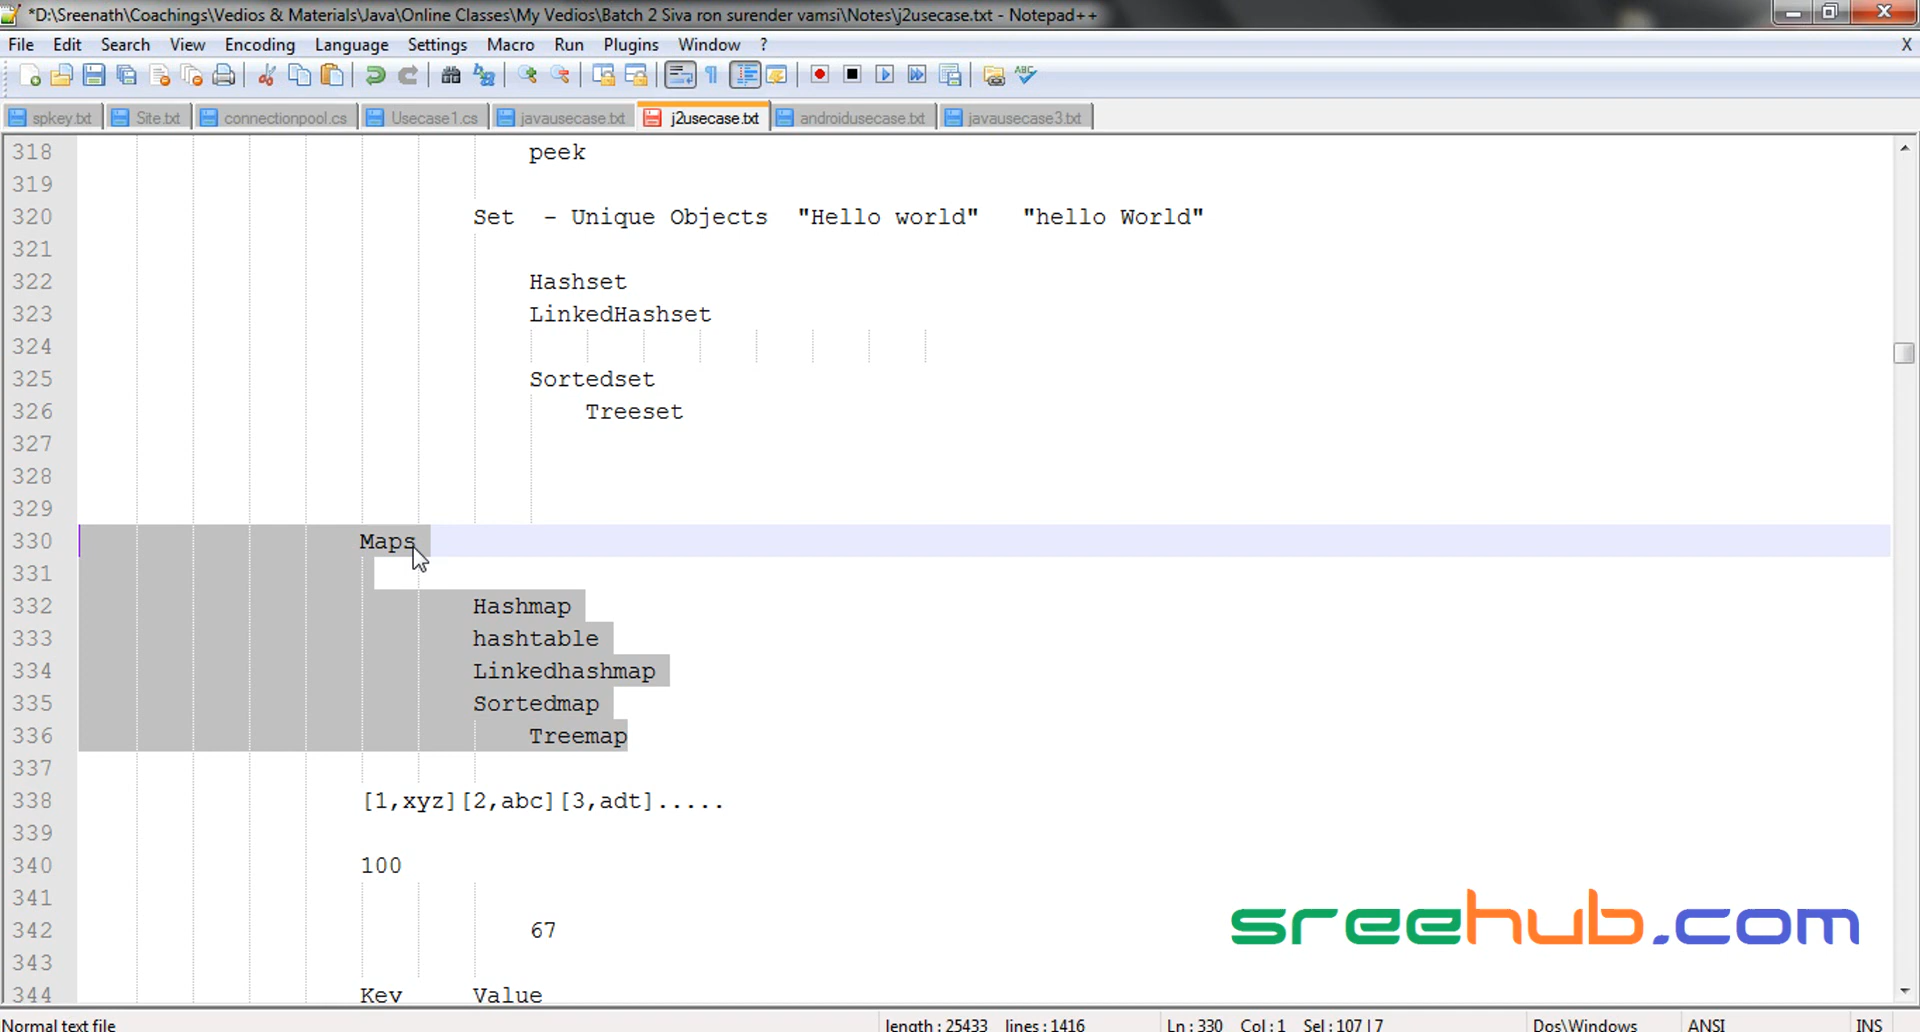 *D:\Sreenath\Coachings\Vedios & Materials\Java\Online Classes\My Vedios\Batch 2 Siva ron surender vamsi\Notes\j2usecase.txt - Notepad++
File Edit Search View Encoding Language Settings Macro Run Plugins Window ? X
spkey.txt Site.txt connectionpool.cs Usecase1.cs javausecase.txt j2usecase.txt androidusecase.txt javausecase3.txt
318 peek
319
320 Set - Unique Objects "Hello world" "hello World"
321
322 Hashset
323 LinkedHashset
324
325 Sortedset
326 Treeset
327
328
329
330 Maps
331
332 Hashmap
333 hashtable
334 Linkedhashmap
335 Sortedmap
336 Treemap
337
338 [1,xyz][2,abc][3,adt].....
339
340 100
341
342 67
343
344 Key Value
sreehub.com
Normal text file length : 25433 lines : 1416 Ln : 330 Col : 1 Sel : 107 | 7 Dos\Windows ANSI INS